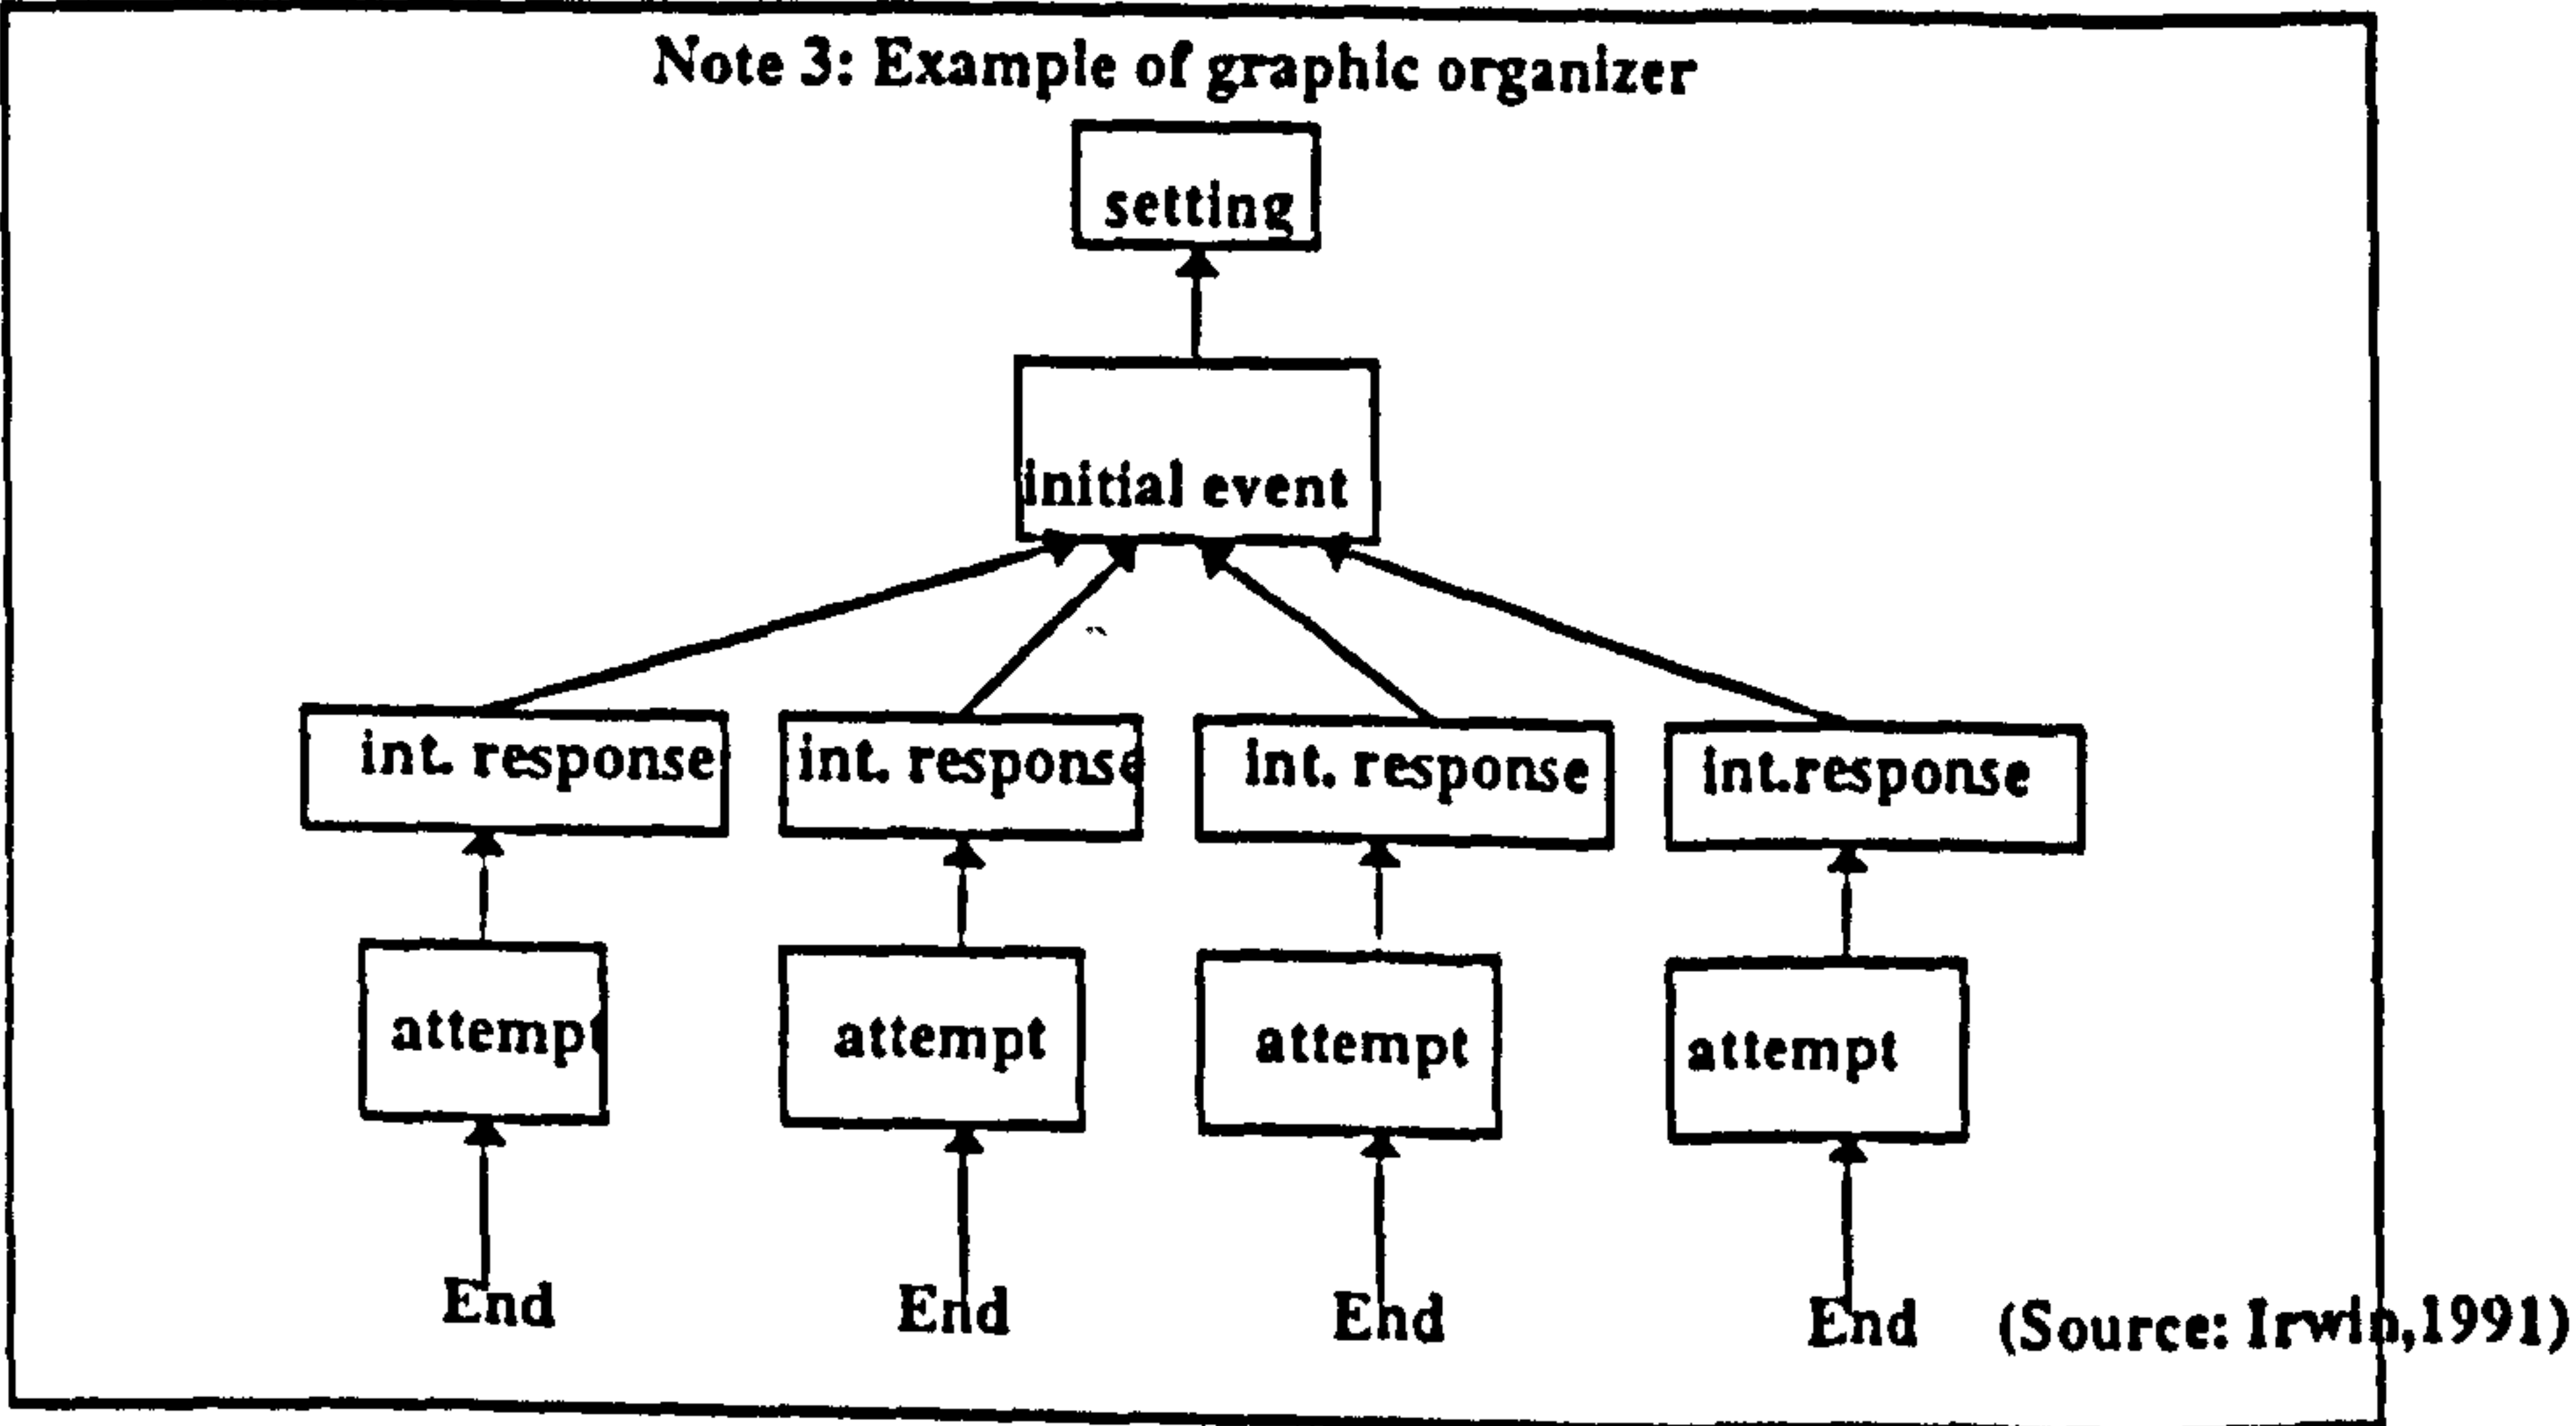 Note 3: Example of graphic organizer
setting
initial event
int. response int. response int. response int.response
attempt attempt attempt attempt
End End End End (Source: Irwin,1991)